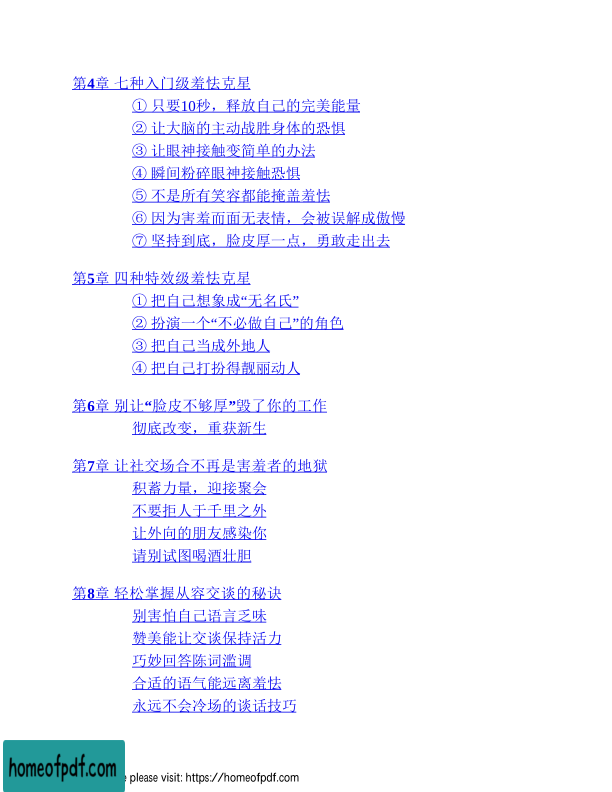 第4章 七种入门级羞怯克星
① 只要10秒，释放自己的完美能量
② 让大脑的主动战胜身体的恐惧
③ 让眼神接触变简单的办法
④ 瞬间粉碎眼神接触恐惧
⑤ 不是所有笑容都能掩盖羞怯
⑥ 因为害羞而面无表情，会被误解成傲慢
⑦ 坚持到底，脸皮厚一点，勇敢走出去
第5章 四种特效级羞怯克星
① 把自己想象成“无名氏”
② 扮演一个“不必做自己”的角色
③ 把自己当成外地人
④ 把自己打扮得靓丽动人
第6章 别让“脸皮不够厚”毁了你的工作
彻底改变，重获新生
第7章 让社交场合不再是害羞者的地狱
积蓄力量，迎接聚会
不要拒人于千里之外
让外向的朋友感染你
请别试图喝酒壮胆
第8章 轻松掌握从容交谈的秘诀
别害怕自己语言乏味
赞美能让交谈保持活力
巧妙回答陈词滥调
合适的语气能远离羞怯
永远不会冷场的谈话技巧
homeofpdf.com
please visit: https://homeofpdf.com